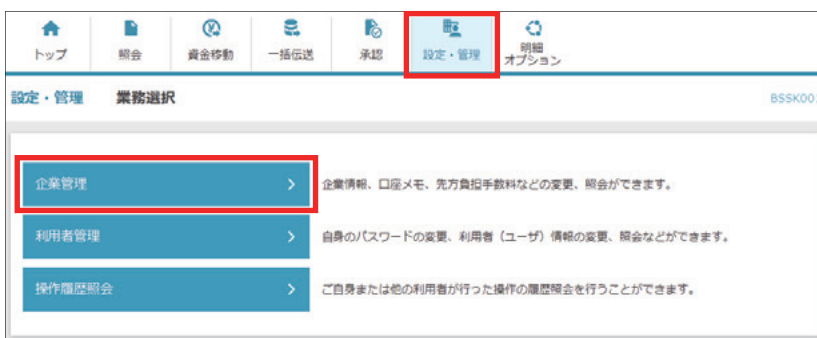 トップ 照会 資金移動 一括伝送 承認 設定・管理 明細
オプション
設定・管理 業務選択 BSSK001
企業管理 企業情報、口座メモ、先方負担手数料などの変更、照会ができます。
利用者管理 自身のパスワードの変更、利用者（ユーザ）情報の変更、照会などができます。
操作履歴照会 ご自身または他の利用者が行った操作の履歴照会を行うことができます。